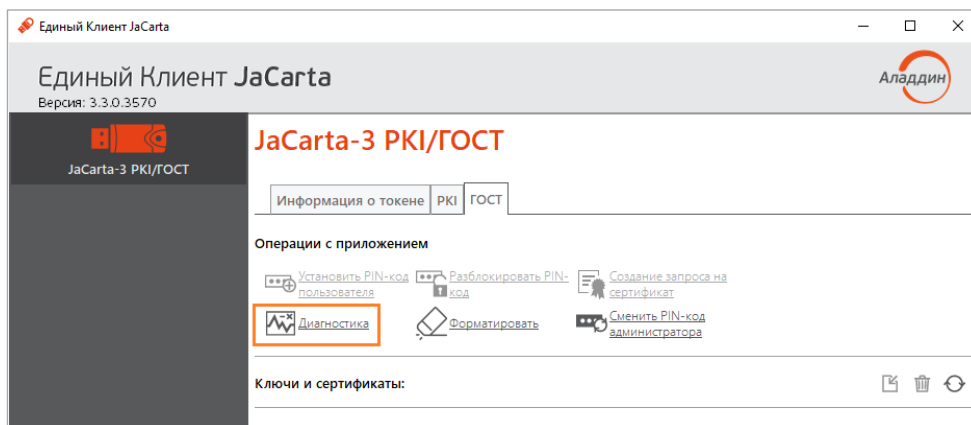 Единый Клиент JaCarta
Единый Клиент JaCarta
Версия: 3.3.0.3570
Аладдин
JaCarta-3 PKI/ГОСТ
JaCarta-3 PKI/ГОСТ
Информация о токене PKI ГОСТ
Операции с приложением
Установить PIN-код
пользователя
Разблокировать PIN-
код
Создание запроса на
сертификат
Диагностика
Форматировать
Сменить PIN-код
администратора
Ключи и сертификаты: